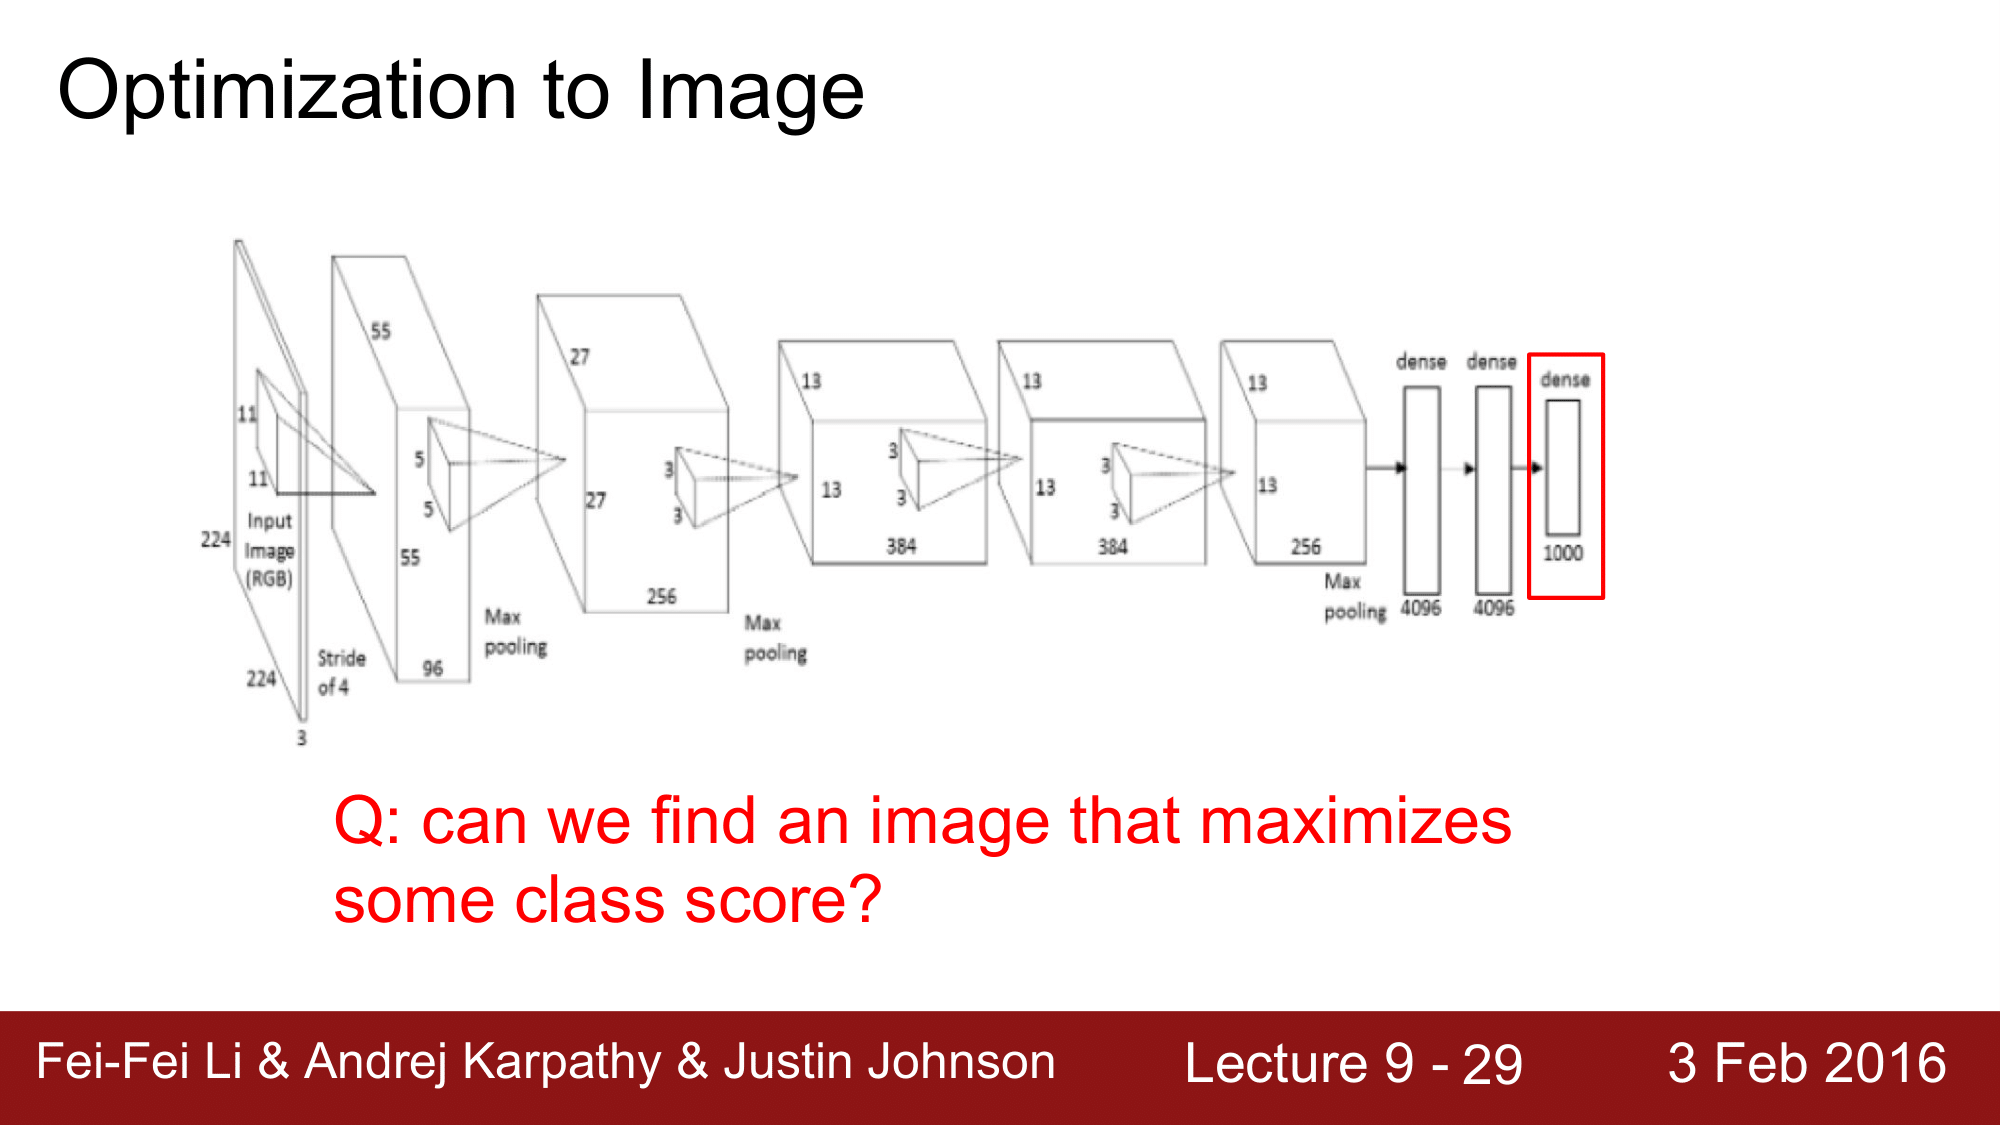 Optimization to Image
55
27
13
13
13
dense
dense
dense
11
11
5
5
3
3
3
3
3
3
13
13
13
27
55
224
Input
Image
(RGB)
384
384
256
1000
256
Max
pooling
4096
4096
Max
pooling
Max
pooling
Stride
of 4
96
224
3
Q: can we find an image that maximizes
some class score?
Fei-Fei Li & Andrej Karpathy & Justin Johnson
Lecture 9 - 29
3 Feb 2016